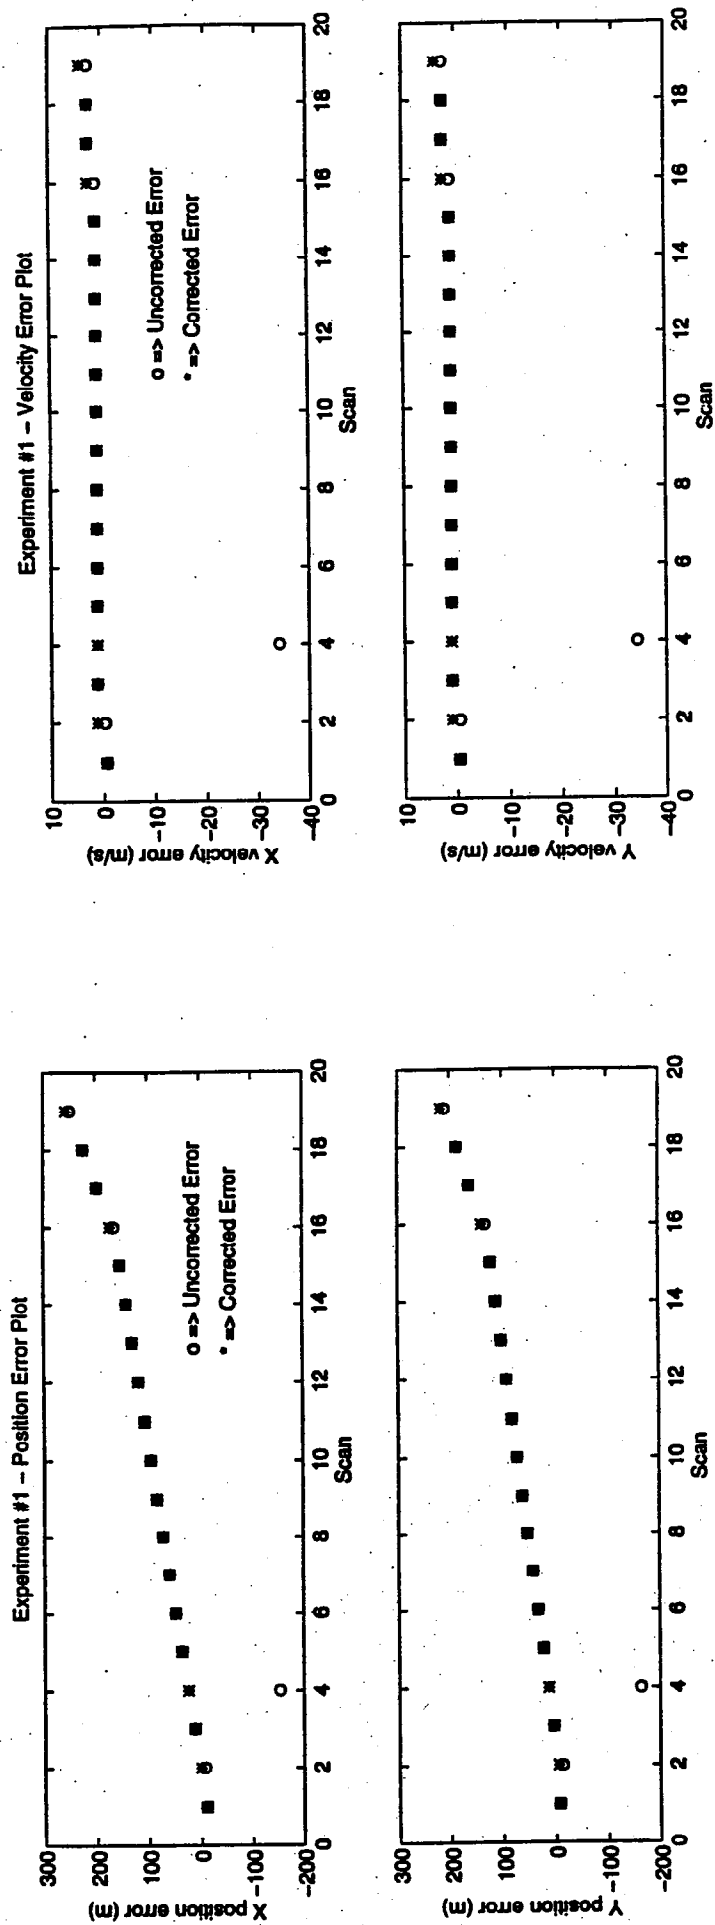 Experiment #1 – Position Error Plot
300
200
100
0
–100
–200
X position error (m)
0 2 4 6 8 10 12 14 16 18 20
Scan
o => Uncorrected Error
* => Corrected Error
300
200
100
0
–100
–200
Y position error (m)
0 2 4 6 8 10 12 14 16 18 20
Scan
Experiment #1 – Velocity Error Plot
10
0
–10
–20
–30
–40
X velocity error (m/s)
0 2 4 6 8 10 12 14 16 18 20
Scan
o => Uncorrected Error
* => Corrected Error
10
0
–10
–20
–30
–40
Y velocity error (m/s)
0 2 4 6 8 10 12 14 16 18 20
Scan